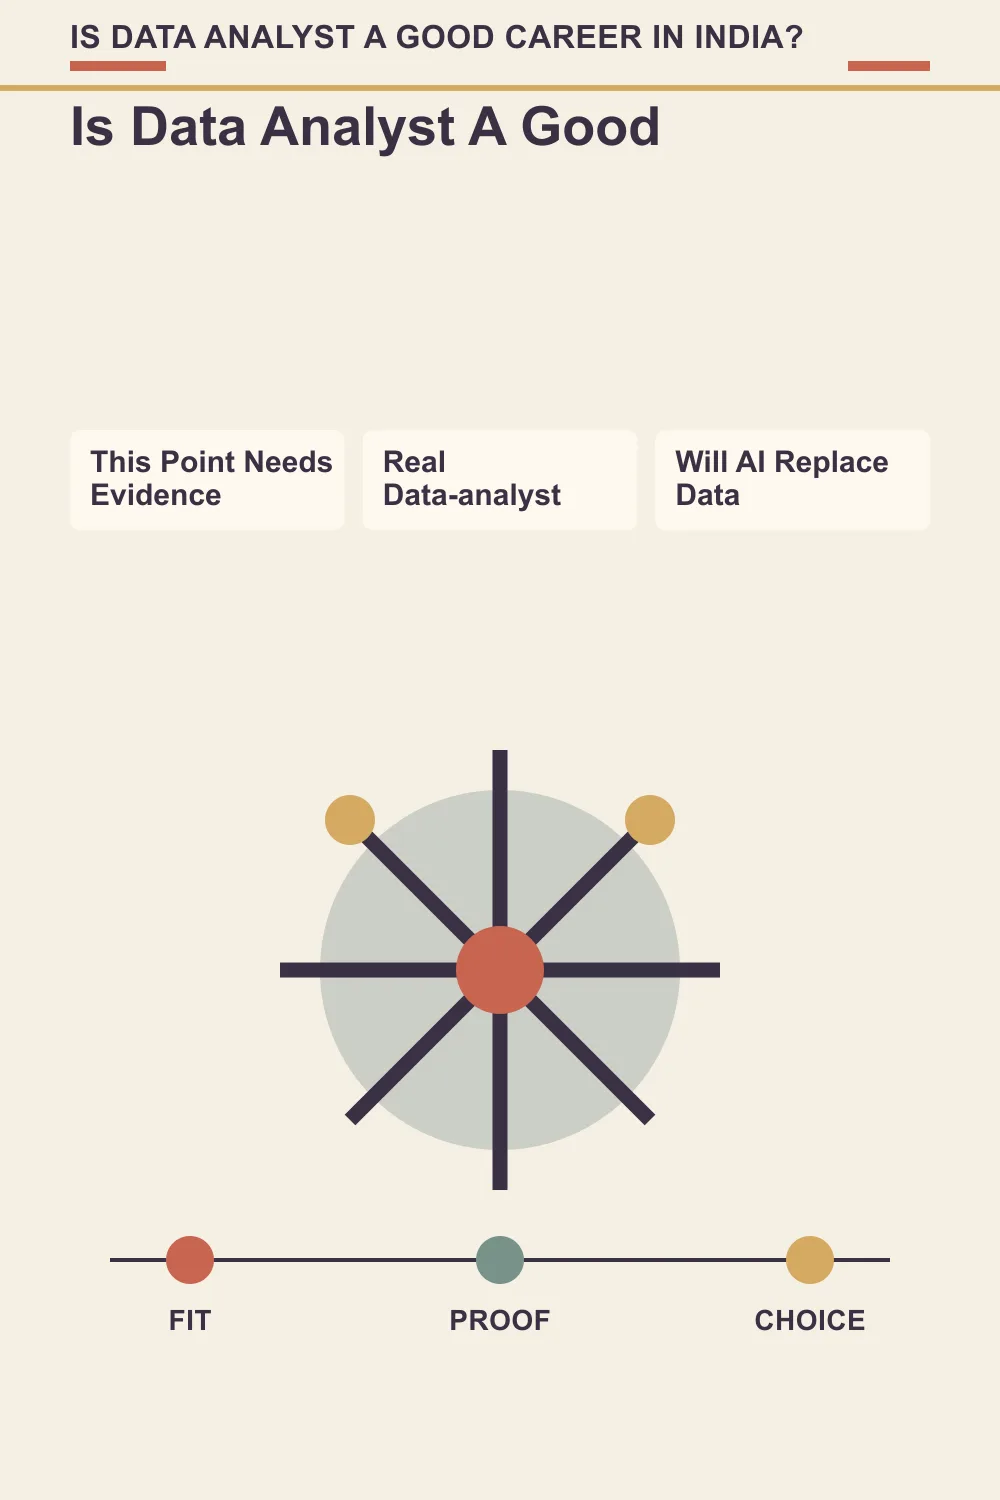 IS DATA ANALYST A GOOD CAREER IN INDIA?
Is Data Analyst A Good
This Point Needs
Evidence
Real
Data-analyst
Will AI Replace
Data
FIT
PROOF
CHOICE